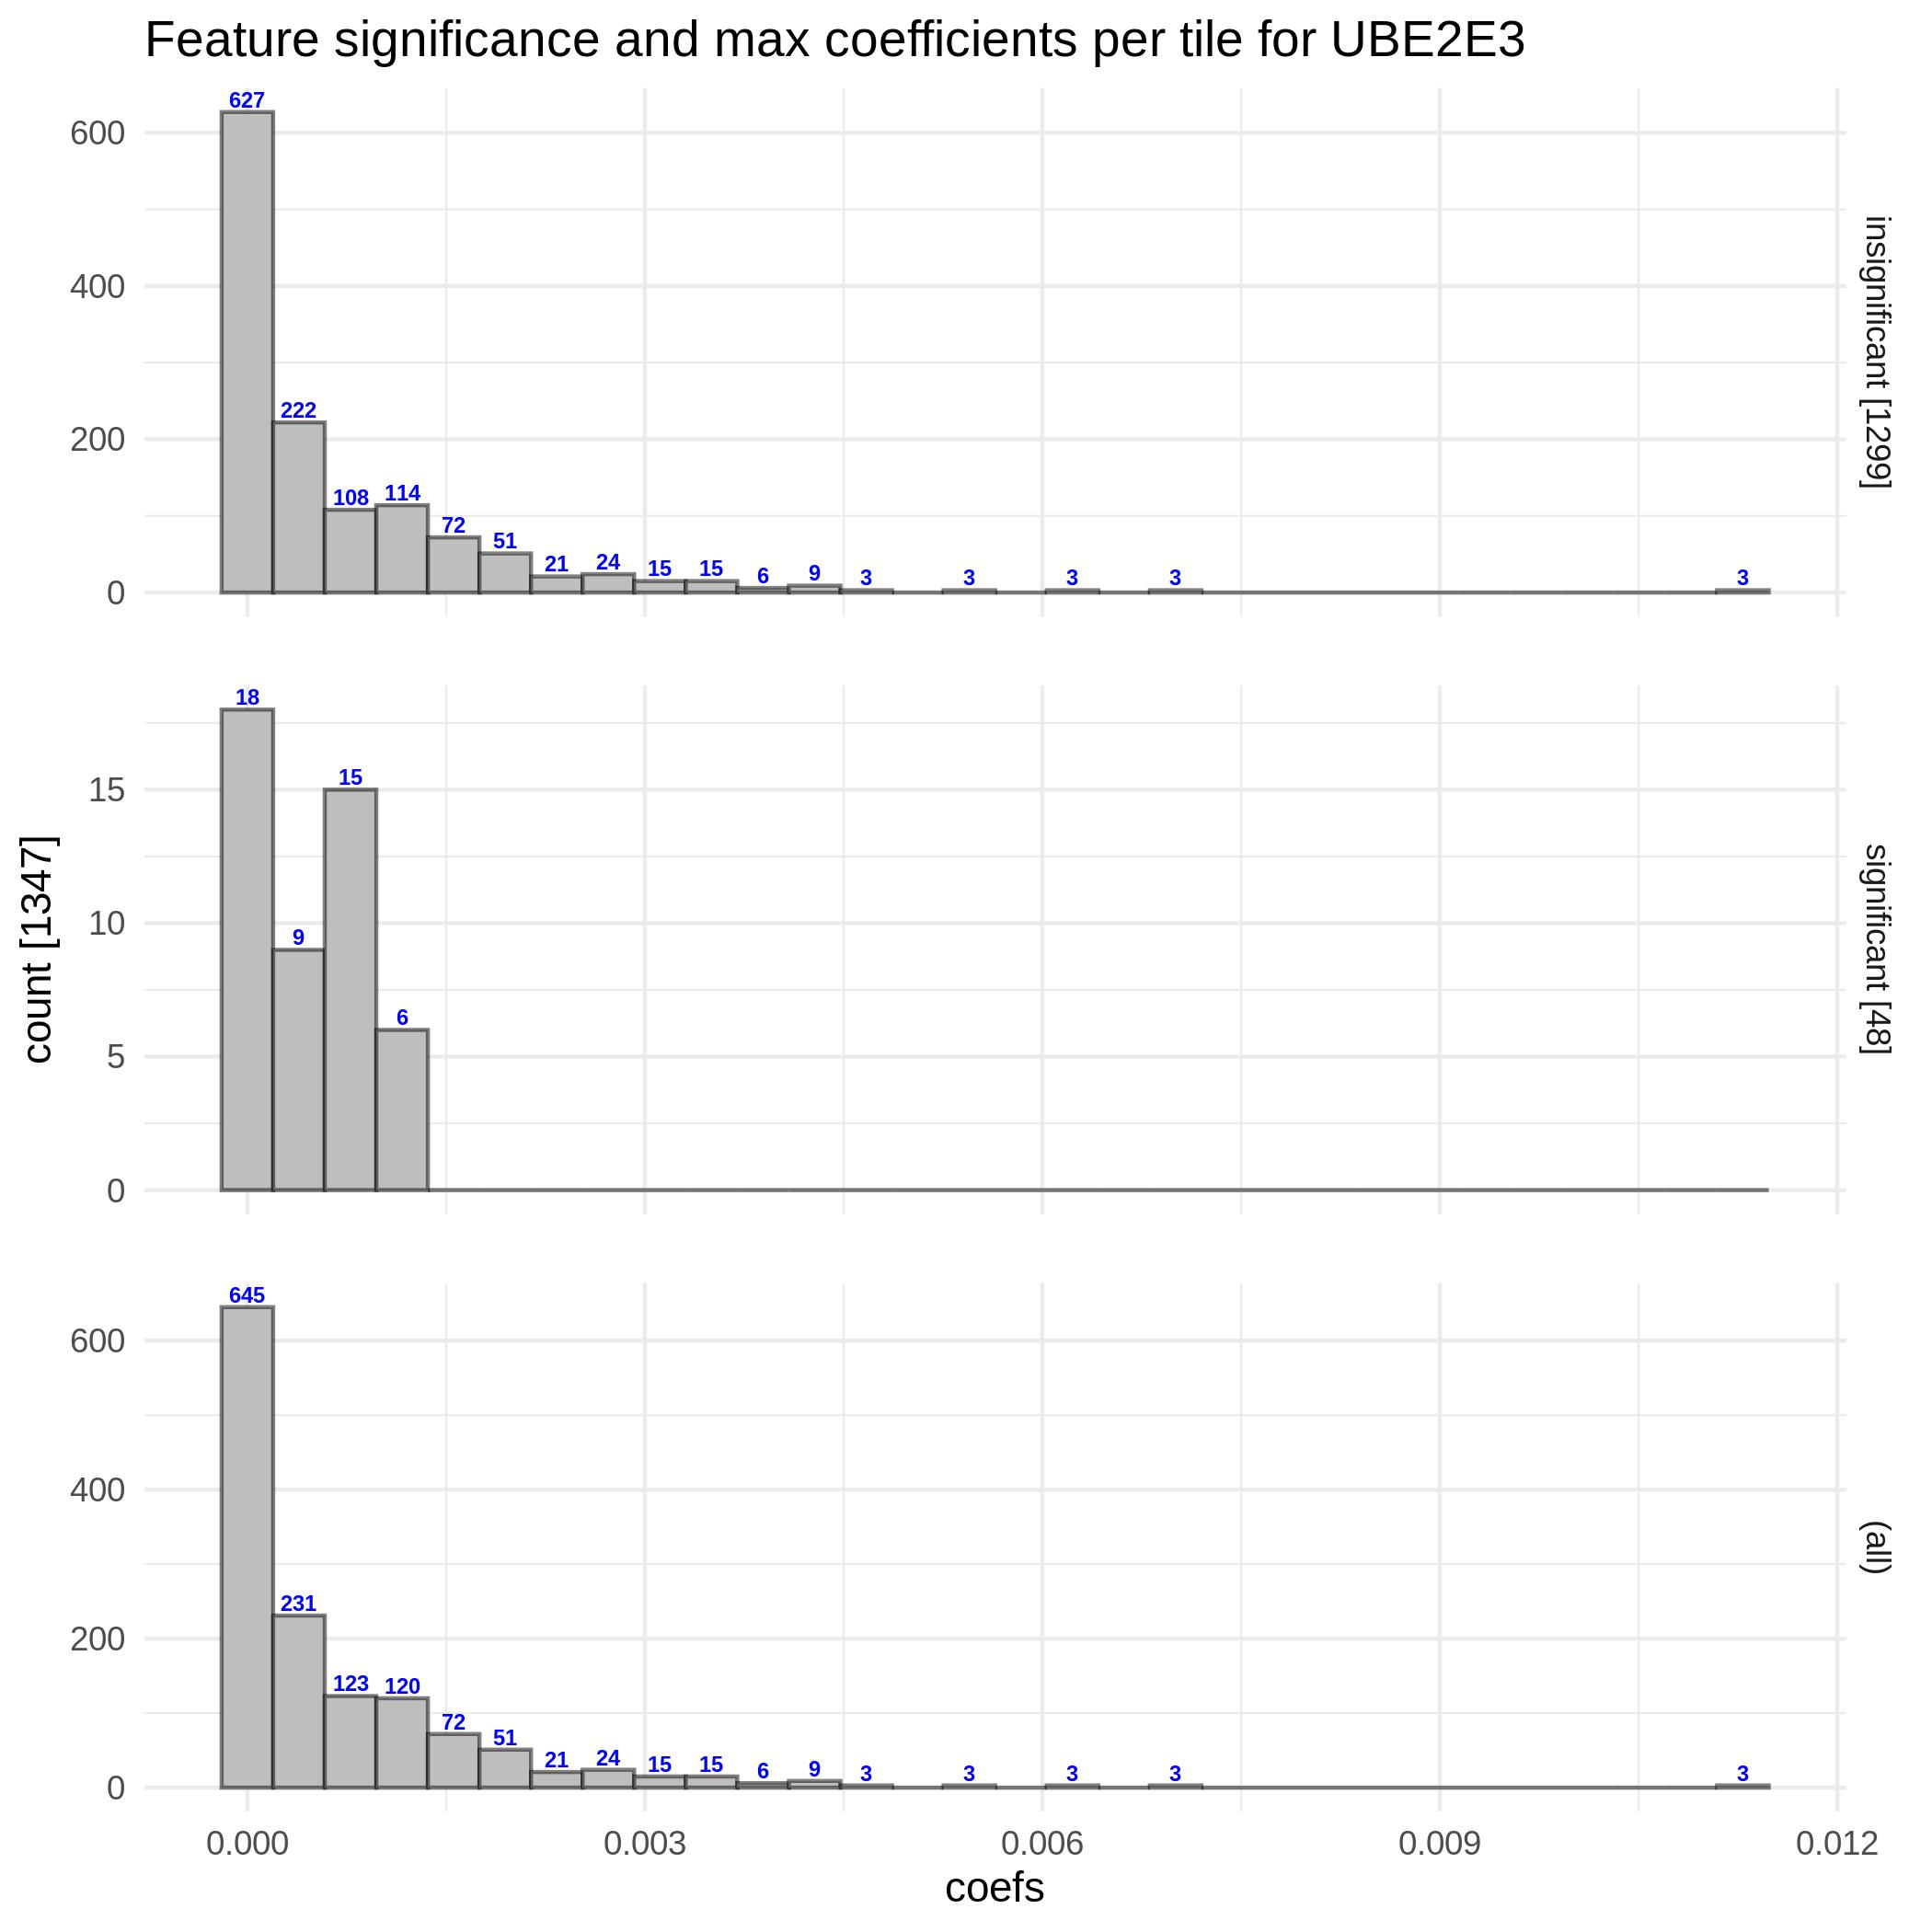 Feature significance and max coefficients per tile for UBE2E3
627
600
400
222
200
108 114
72
51
21 24 15 15 6 9 3 3 3 3 3
0
insignificant [1299]
18
15
15
10
9
6
5
0
significant [48]
count [1347]
645
600
400
231
200
123 120
72
51
21 24 15 15 6 9 3 3 3 3 3
0
(all)
0.000 0.003 0.006 0.009 0.012
coefs